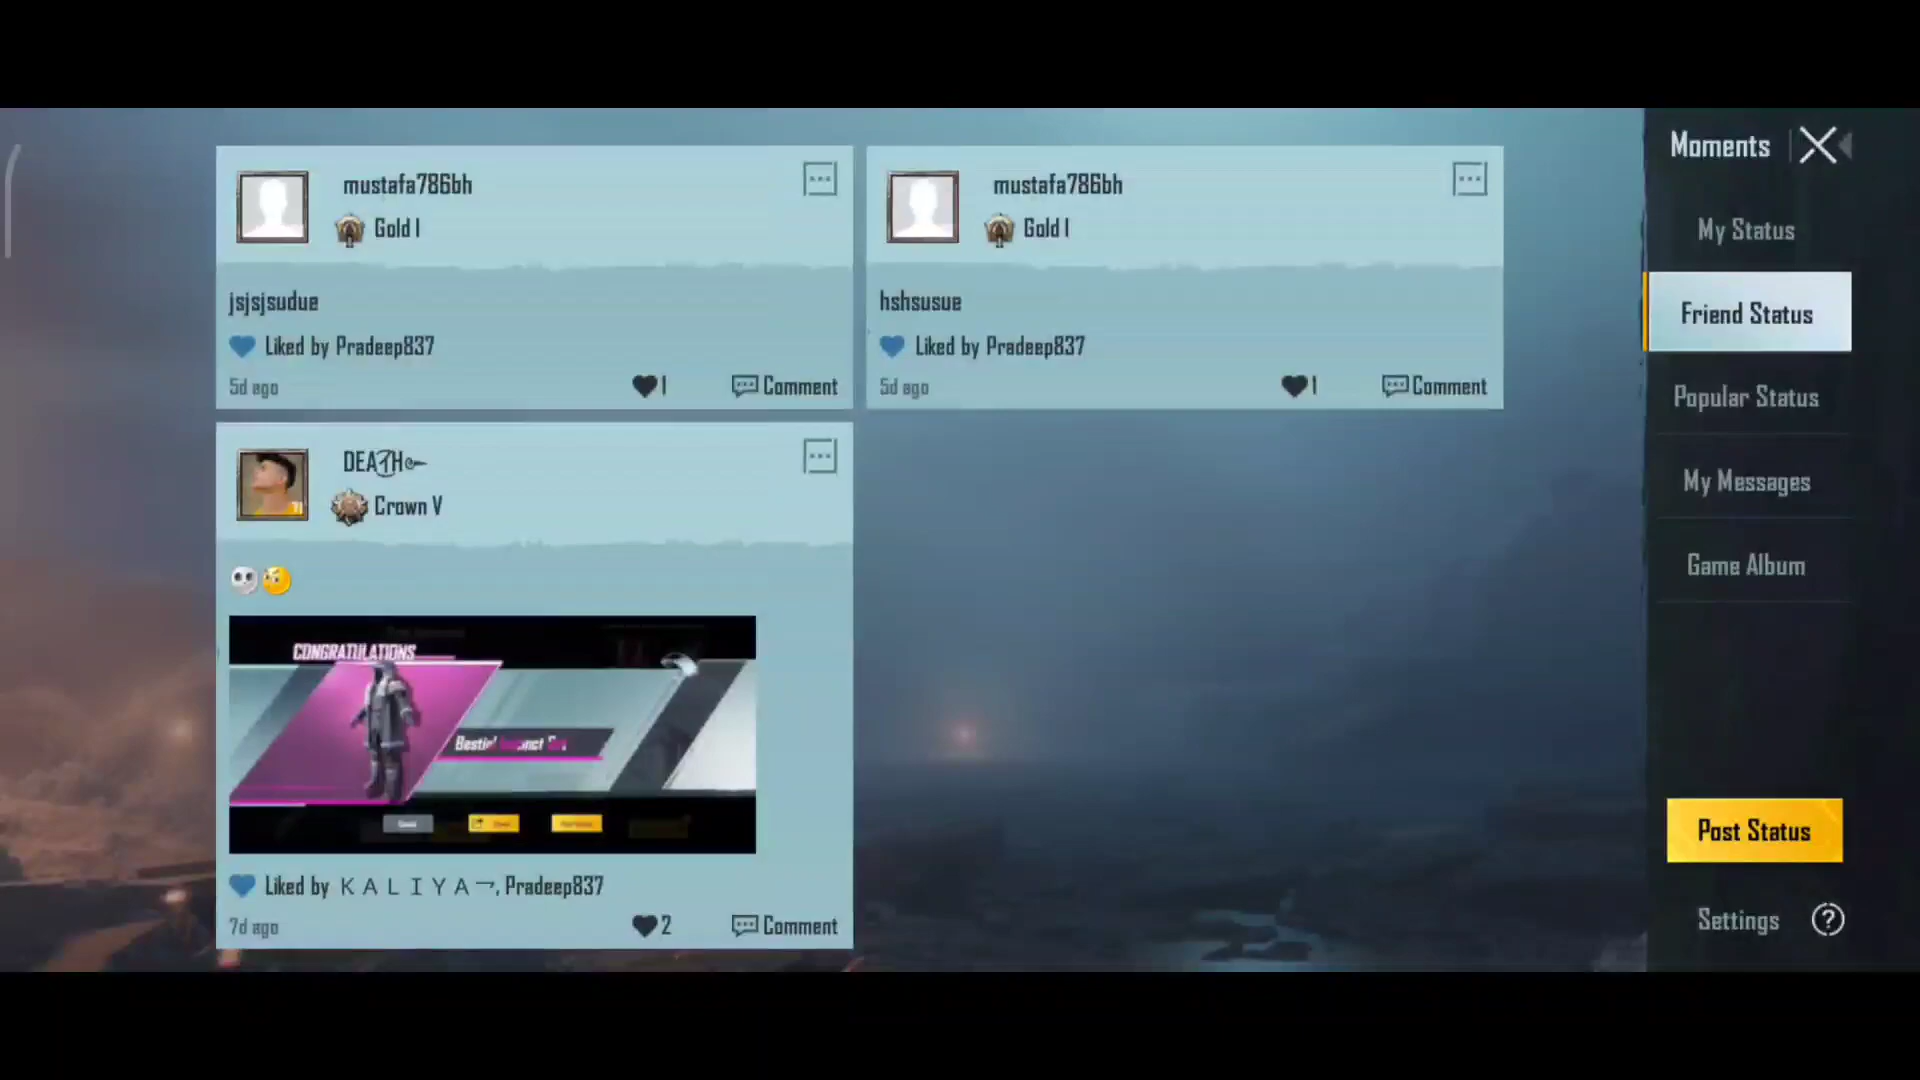 Moments
My Status
Friend Status
Popular Status
My Messages
Game Album
Post Status
Settings
mustafa786bh
Gold I
jsjsjsudue
Liked by Pradeep837
5d ago
1
Comment
mustafa786bh
Gold I
hshsusue
Liked by Pradeep837
5d ago
1
Comment
DEATH
Crown V
CONGRATULATIONS
Liked by K A L I Y A, Pradeep837
7d ago
2
Comment